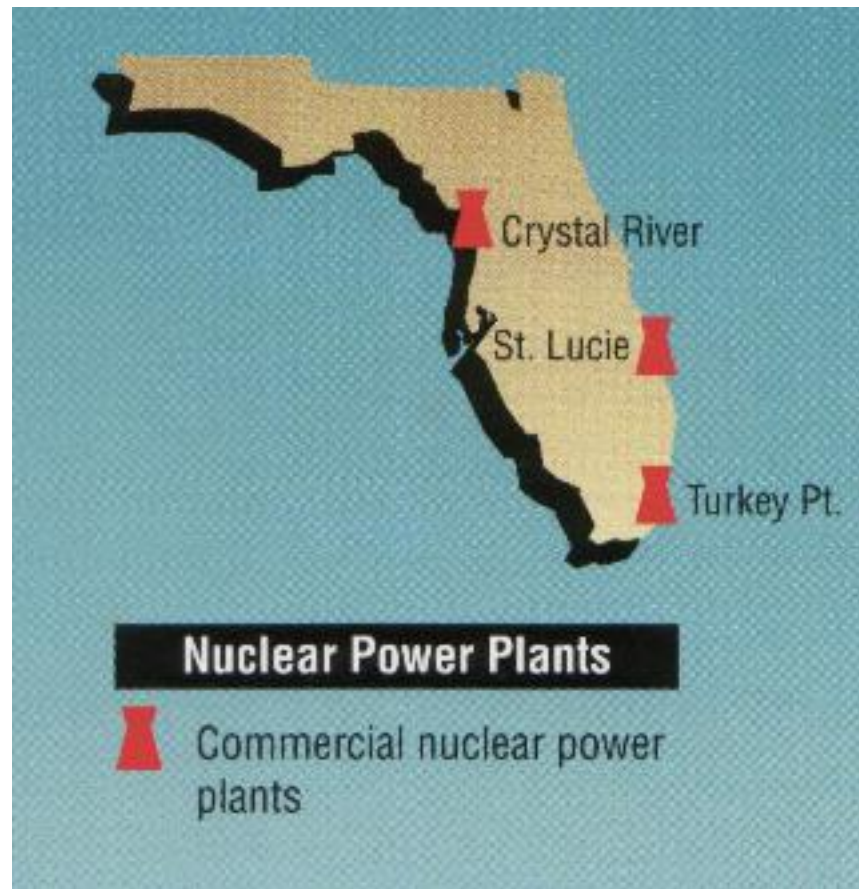 Crystal River
St. Lucie
Turkey Pt.
Nuclear Power Plants
Commercial nuclear power
plants